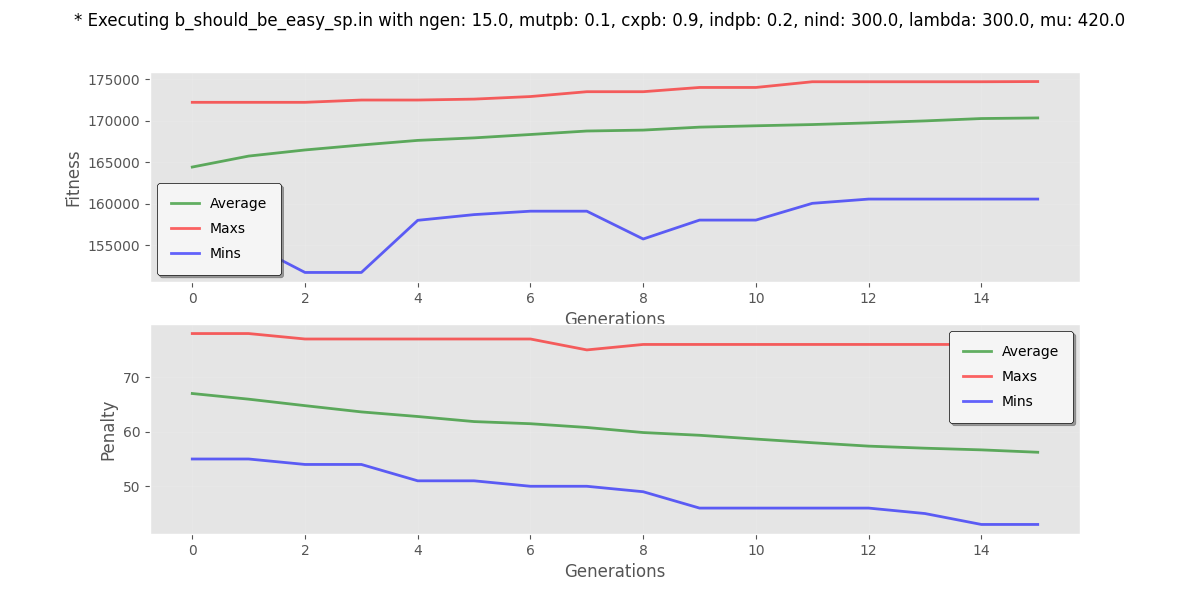 * Executing b_should_be_easy_sp.in with ngen: 15.0, mutpb: 0.1, cxpb: 0.9, indpb: 0.2, nind: 300.0, lambda: 300.0, mu: 420.0
175000
170000
165000
160000
155000
Fitness
Average
Maxs
Mins
0 2 4 6 8 10 12 14
Generations
70
60
50
Penalty
Average
Maxs
Mins
0 2 4 6 8 10 12 14
Generations